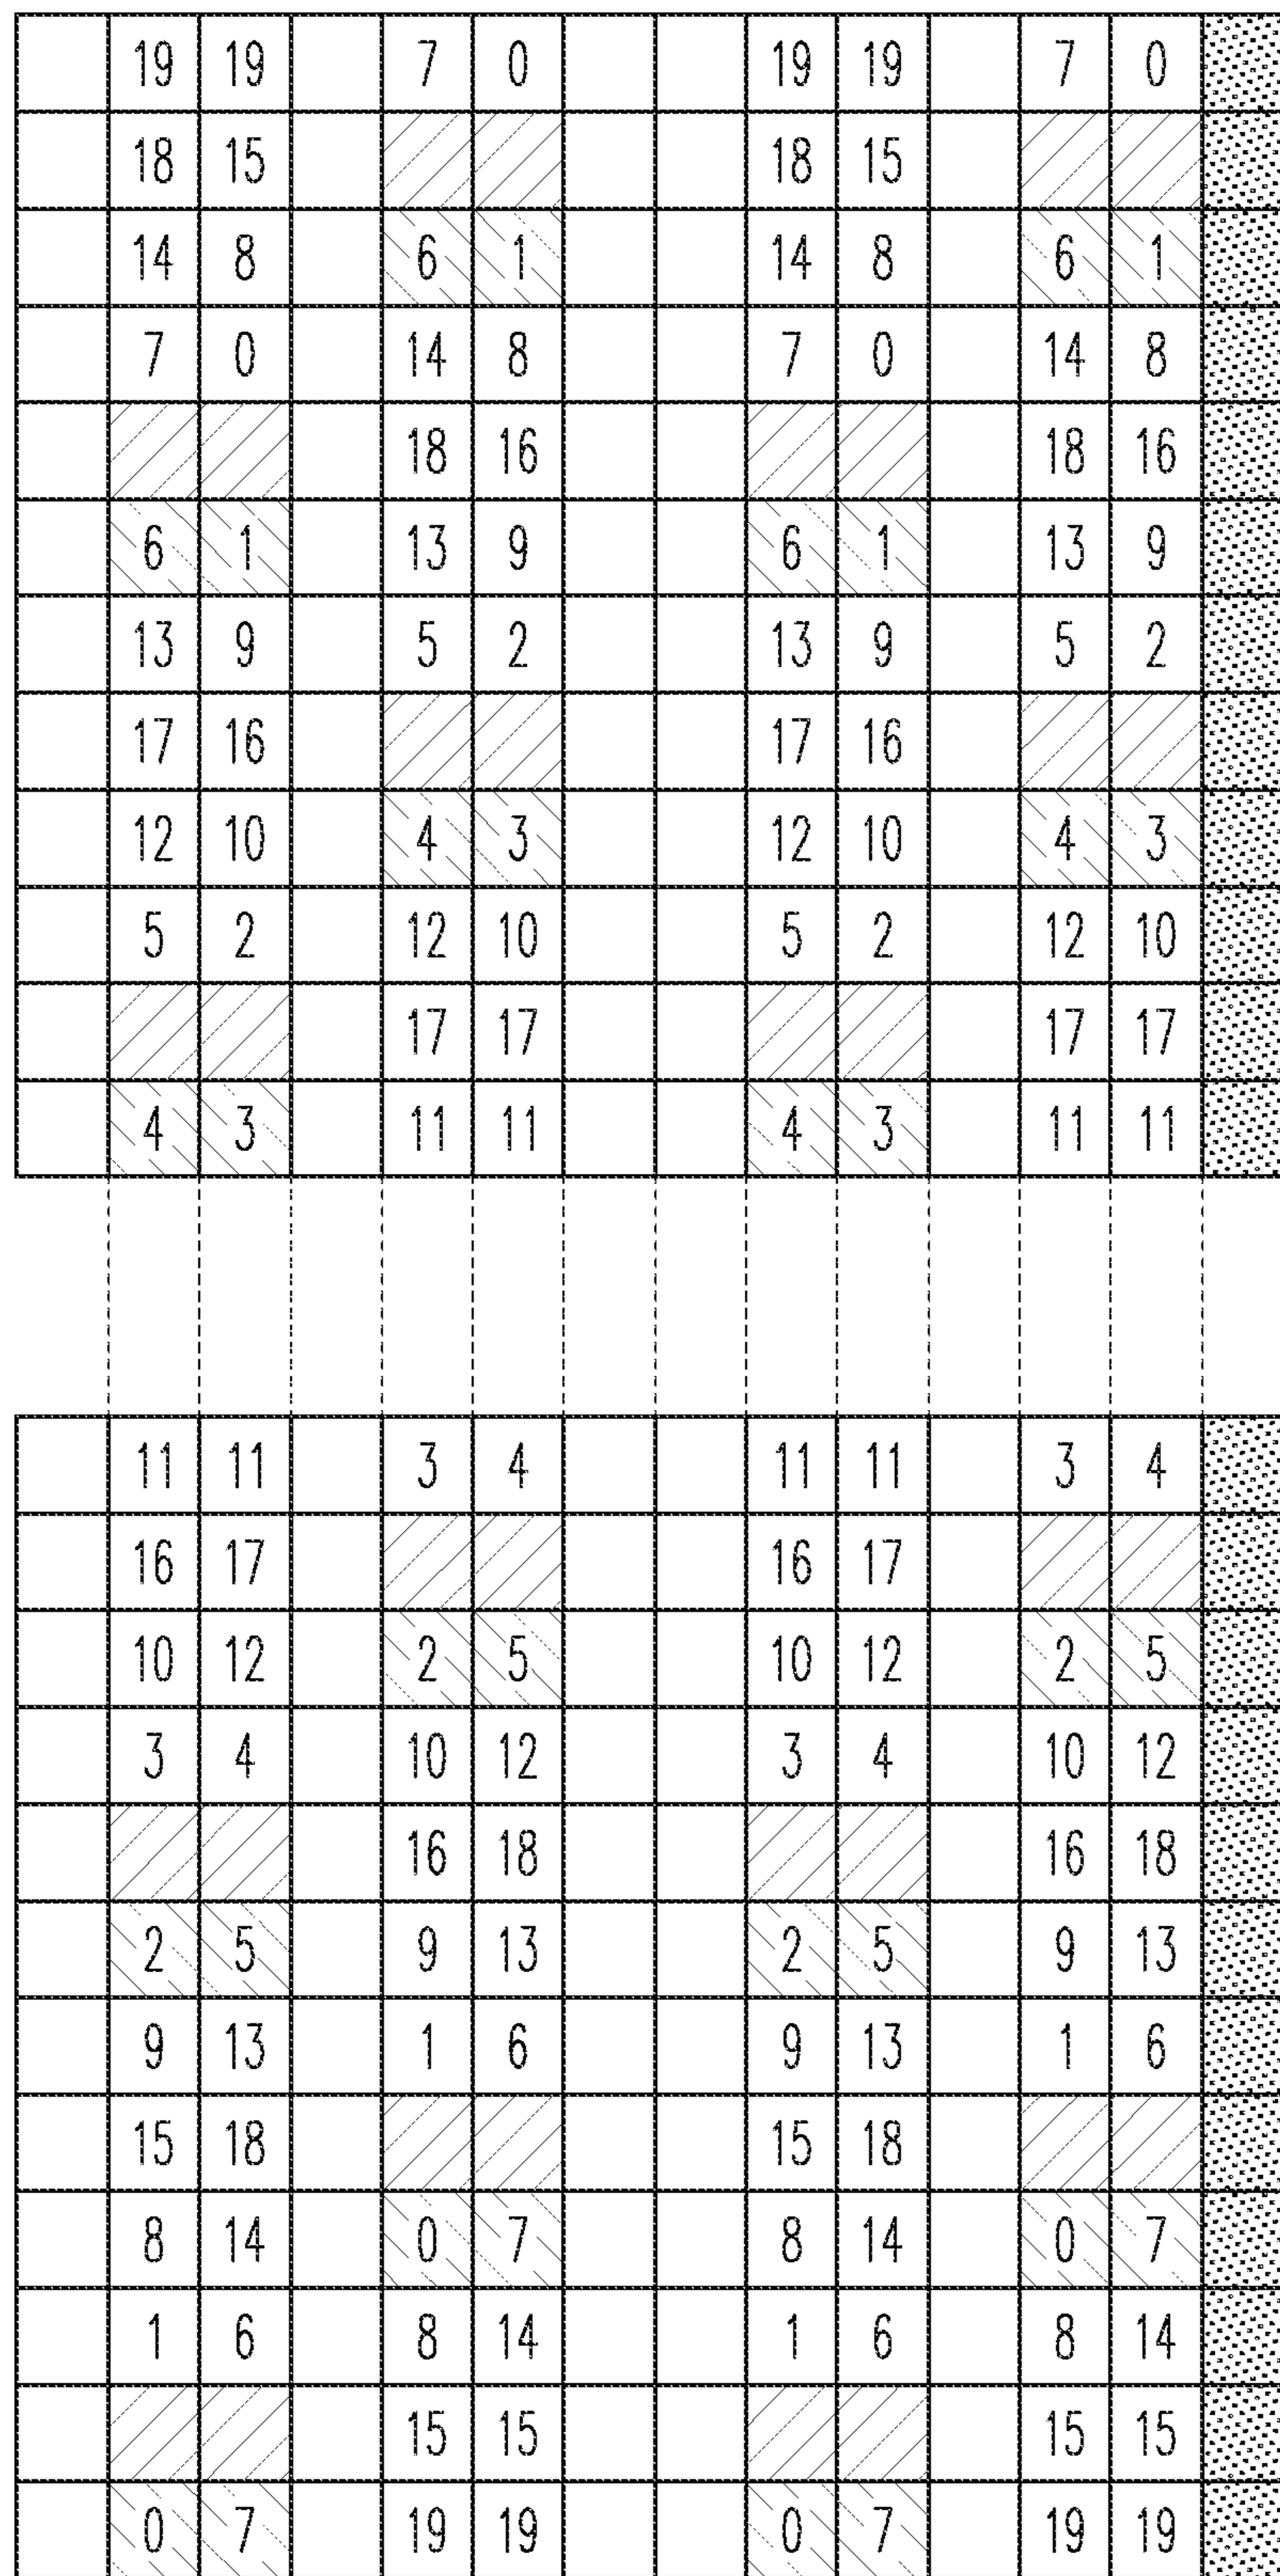 19 19 7 0 19 19 7 0
18 15 18 15
14 8 6 1 14 8 6 1
7 0 14 8 7 0 14 8
18 16 18 16
6 1 13 9 6 1 13 9
13 9 5 2 13 9 5 2
17 16 17 16
12 10 4 3 12 10 4 3
5 2 12 10 5 2 12 10
17 17 17 17
4 3 11 11 4 3 11 11
11 11 3 4 11 11 3 4
16 17 16 17
10 12 2 5 10 12 2 5
3 4 10 12 3 4 10 12
16 18 16 18
2 5 9 13 2 5 9 13
9 13 1 6 9 13 1 6
15 18 15 18
8 14 0 7 8 14 0 7
1 6 8 14 1 6 8 14
15 15 15 15
0 7 19 19 0 7 19 19